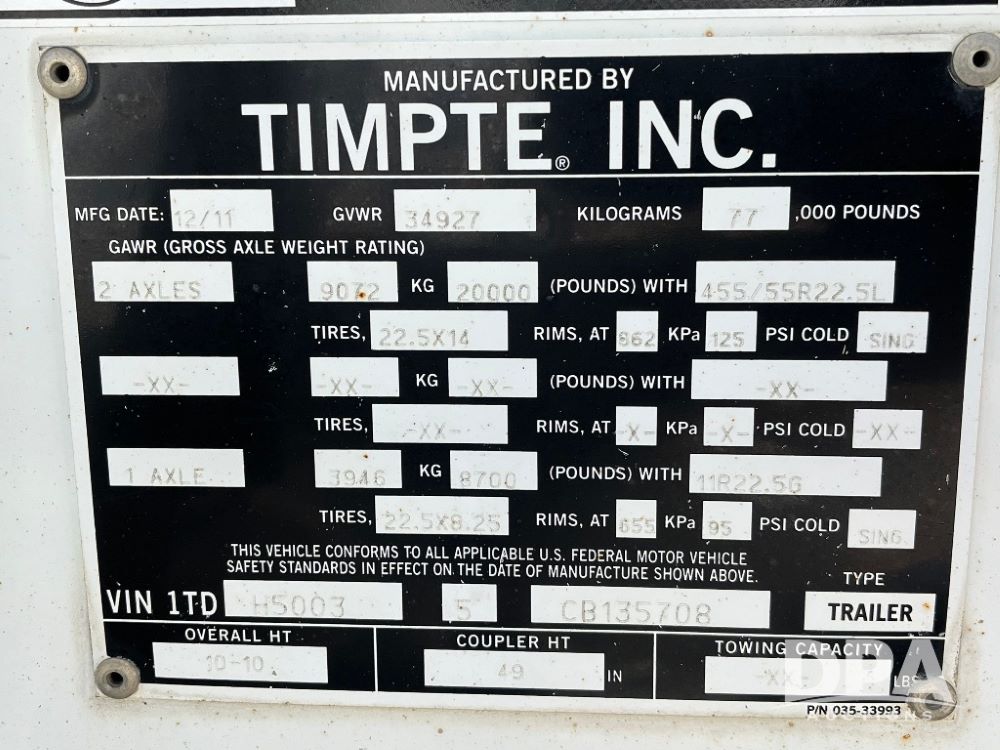 MANUFACTURED BY
TIMPTE® INC.
MFG DATE: 12/11 GVWR 34927 KILOGRAMS 77 ,000 POUNDS
GAWR (GROSS AXLE WEIGHT RATING)
2 AXLES 9072 KG 20000 (POUNDS) WITH 455/55R22.5L
TIRES, 22.5X14 RIMS, AT 862 KPa 125 PSI COLD SING
-XX- -XX- KG -XX- (POUNDS) WITH -XX-
TIRES, -XX- RIMS, AT -X- KPa -X- PSI COLD -XX-
1 AXLE 3946 KG 8700 (POUNDS) WITH 11R22.5G
TIRES, 22.5X8.25 RIMS, AT 655 KPa 95 PSI COLD SING.
THIS VEHICLE CONFORMS TO ALL APPLICABLE U.S. FEDERAL MOTOR VEHICLE
SAFETY STANDARDS IN EFFECT ON THE DATE OF MANUFACTURE SHOWN ABOVE.
TYPE
VIN 1TD H5003 5 CB135708 TRAILER
OVERALL HT COUPLER HT TOWING CAPACITY
10-10 49 IN -XX- LBS
P/N 035-33993
DPA
AUCTIONS